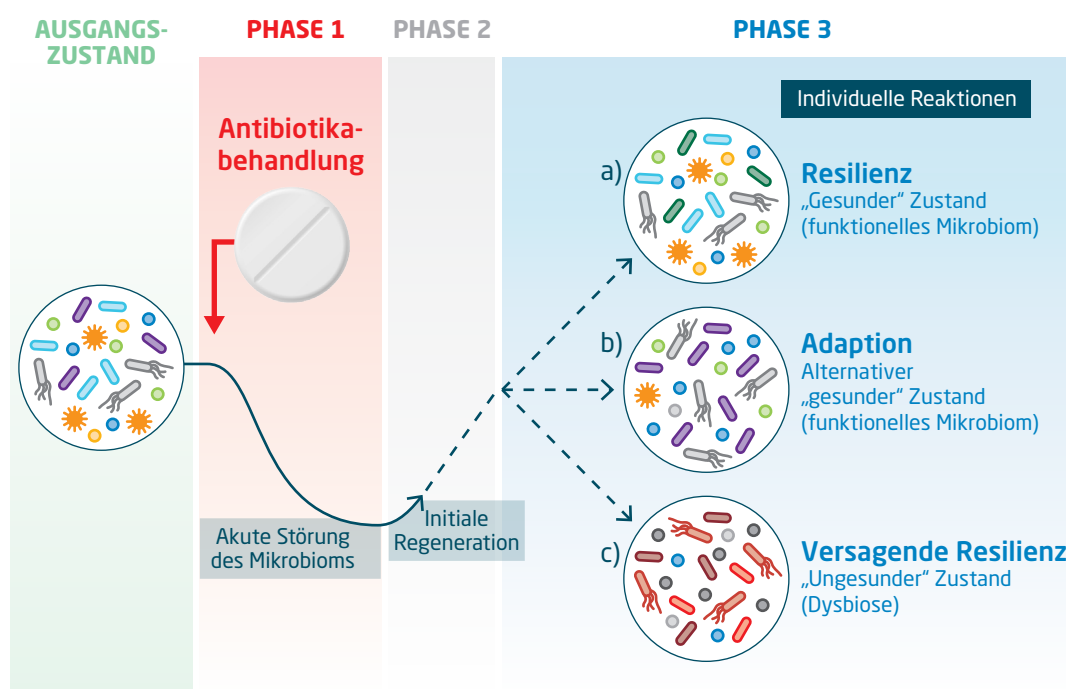 AUSGANGS-
ZUSTAND
PHASE 1
PHASE 2
PHASE 3
Antibiotika-
behandlung
Akute Störung
des Mikrobioms
Initiale
Regeneration
Individuelle Reaktionen
a)
Resilienz
„Gesunder“ Zustand
(funktionelles Mikrobiom)
b)
Adaption
Alternativer
„gesunder“ Zustand
(funktionelles Mikrobiom)
c)
Versagende Resilienz
„Ungesunder“ Zustand
(Dysbiose)